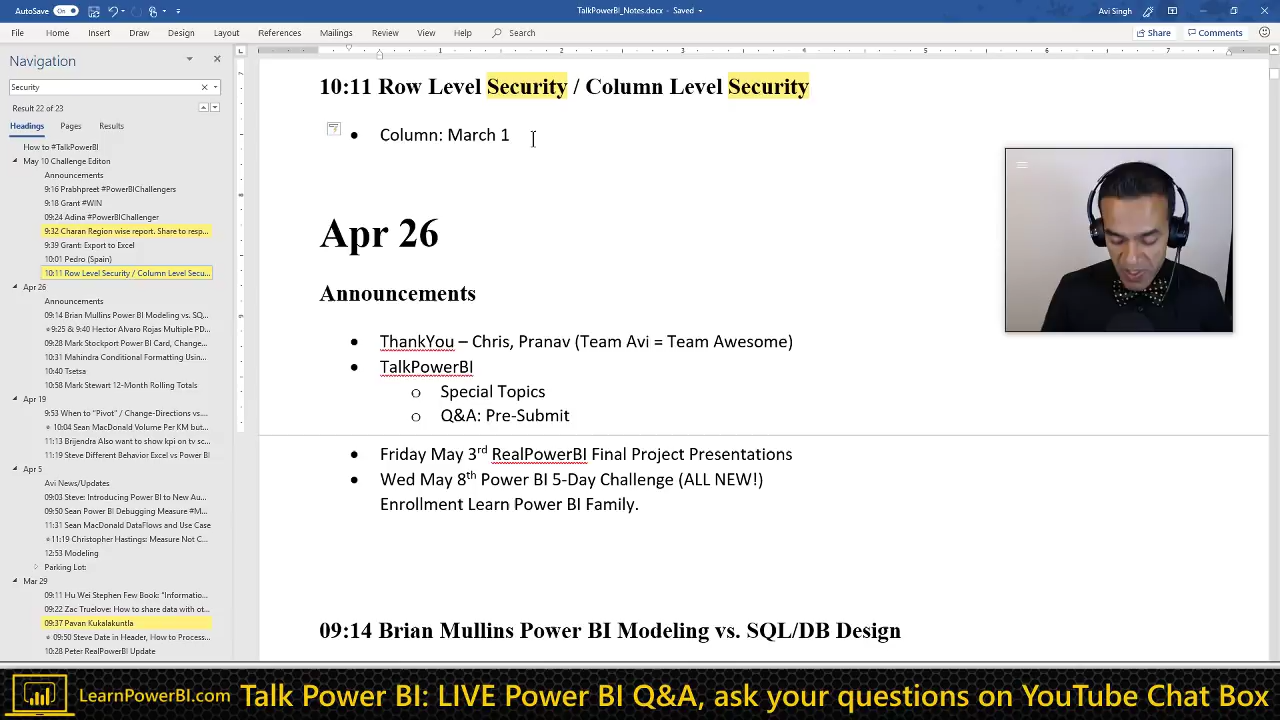 AutoSave On TalkPowerBI_Notes.docx - Saved Avi Singh
File Home Insert Draw Design Layout References Mailings Review View Help Search Share Comments
Navigation
Security
Result 22 of 23
Headings Pages Results
How to #TalkPowerBI
May 10 Challenge Editon
Announcements
9:16 Prabhpreet #PowerBIChallengers
9:18 Grant #WIN
09:24 Adina #PowerBIChallenger
9:32 Charan Region wise report. Share to resp...
9:39 Grant: Export to Excel
10:01 Pedro (Spain)
10:11 Row Level Security / Column Level Secu...
Apr 26
Announcements
09:14 Brian Mullins Power BI Modeling vs. SQ...
*9:25 & 9:40 Hector Alvaro Rojas Multiple PD...
09:28 Mark Stockport Power BI Card, Change...
10:31 Mahindra Conditional Formatting Usin...
10:40 Tsetsa
10:58 Mark Stewart 12-Month Rolling Totals
Apr 19
9:53 When to "Pivot" / Change-Directions vs....
* 10:04 Sean MacDonald Volume Per KM but...
11:13 Brijendra Also want to show kpi on tv sc...
11:19 Steve Different Behavior Excel vs Power BI
Apr 5
Avi News/Updates
09:03 Steve: Introducing Power BI to New Au...
09:50 Sean Power BI Debugging Measure #M...
11:31 Sean MacDonald DataFlows and Use Case
*11:19 Christopher Hastings: Measure Not C...
12:53 Modeling
Parking Lot:
Mar 29
09:11 Hu Wei Stephen Few Book: "Informatio...
09:22 Zac Truelove: How to share data with ot...
09:37 Pavan Kukalakuntla
* 09:50 Steve Date in Header, How to Process...
10:28 Peter RealPowerBI Update
10:11 Row Level Security / Column Level Security
• Column: March 1
Apr 26
Announcements
• ThankYou – Chris, Pranav (Team Avi = Team Awesome)
• TalkPowerBI
o Special Topics
o Q&A: Pre-Submit
• Friday May 3rd RealPowerBI Final Project Presentations
• Wed May 8th Power BI 5-Day Challenge (ALL NEW!)
Enrollment Learn Power BI Family.
09:14 Brian Mullins Power BI Modeling vs. SQL/DB Design
LearnPowerBI.com Talk Power BI: LIVE Power BI Q&A, ask your questions on YouTube Chat Box